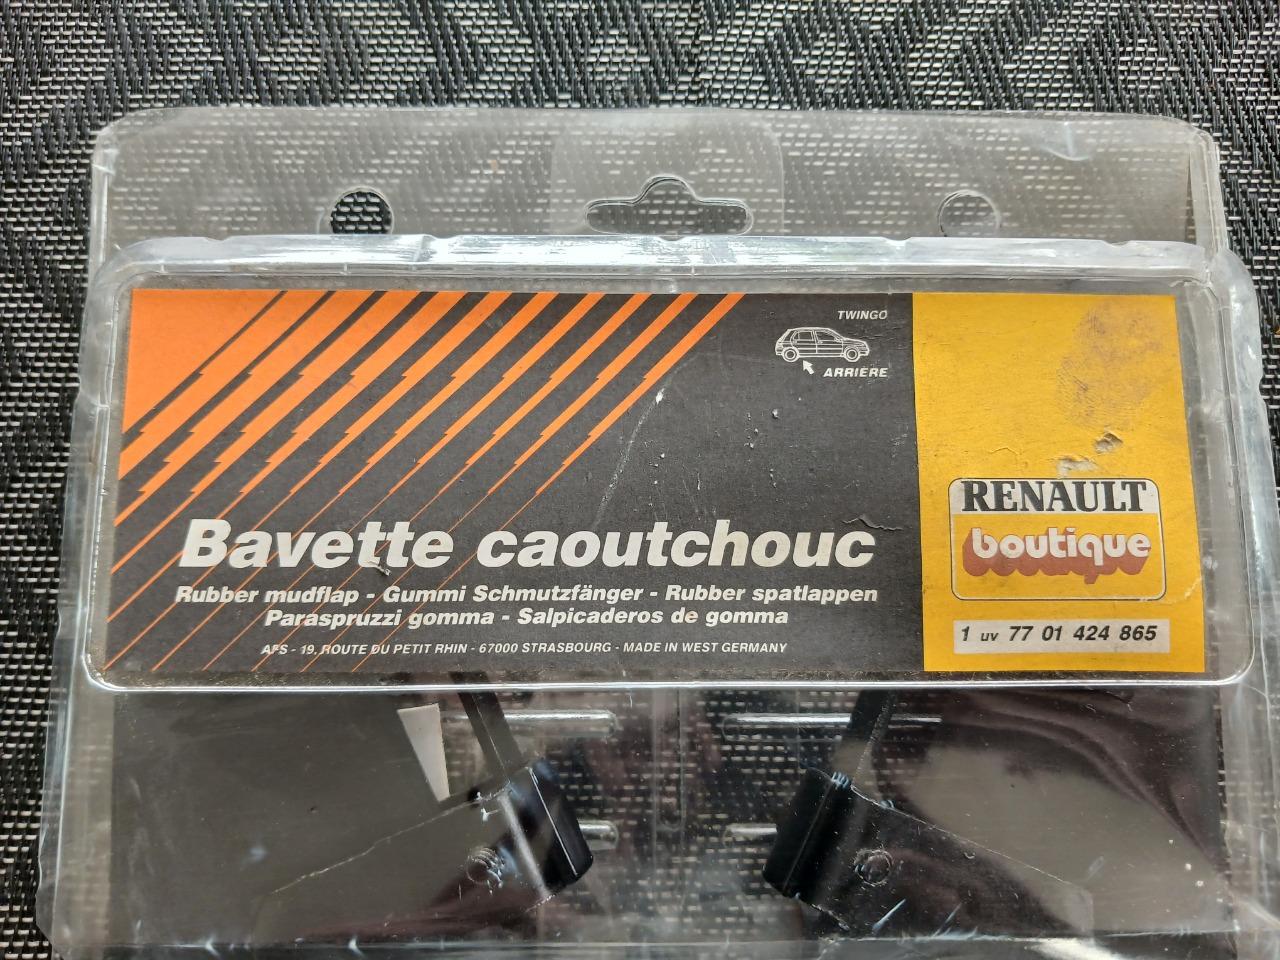 TWINGO
ARRIERE
Bavette caoutchouc
Rubber mudflap - Gummi Schmutzfänger - Rubber spatlappen
Paraspruzzi gomma - Salpicaderos de gomma
AFS - 19, ROUTE DU PETIT RHIN - 67000 STRASBOURG - MADE IN WEST GERMANY
RENAULT
boutique
1 uv 77 01 424 865